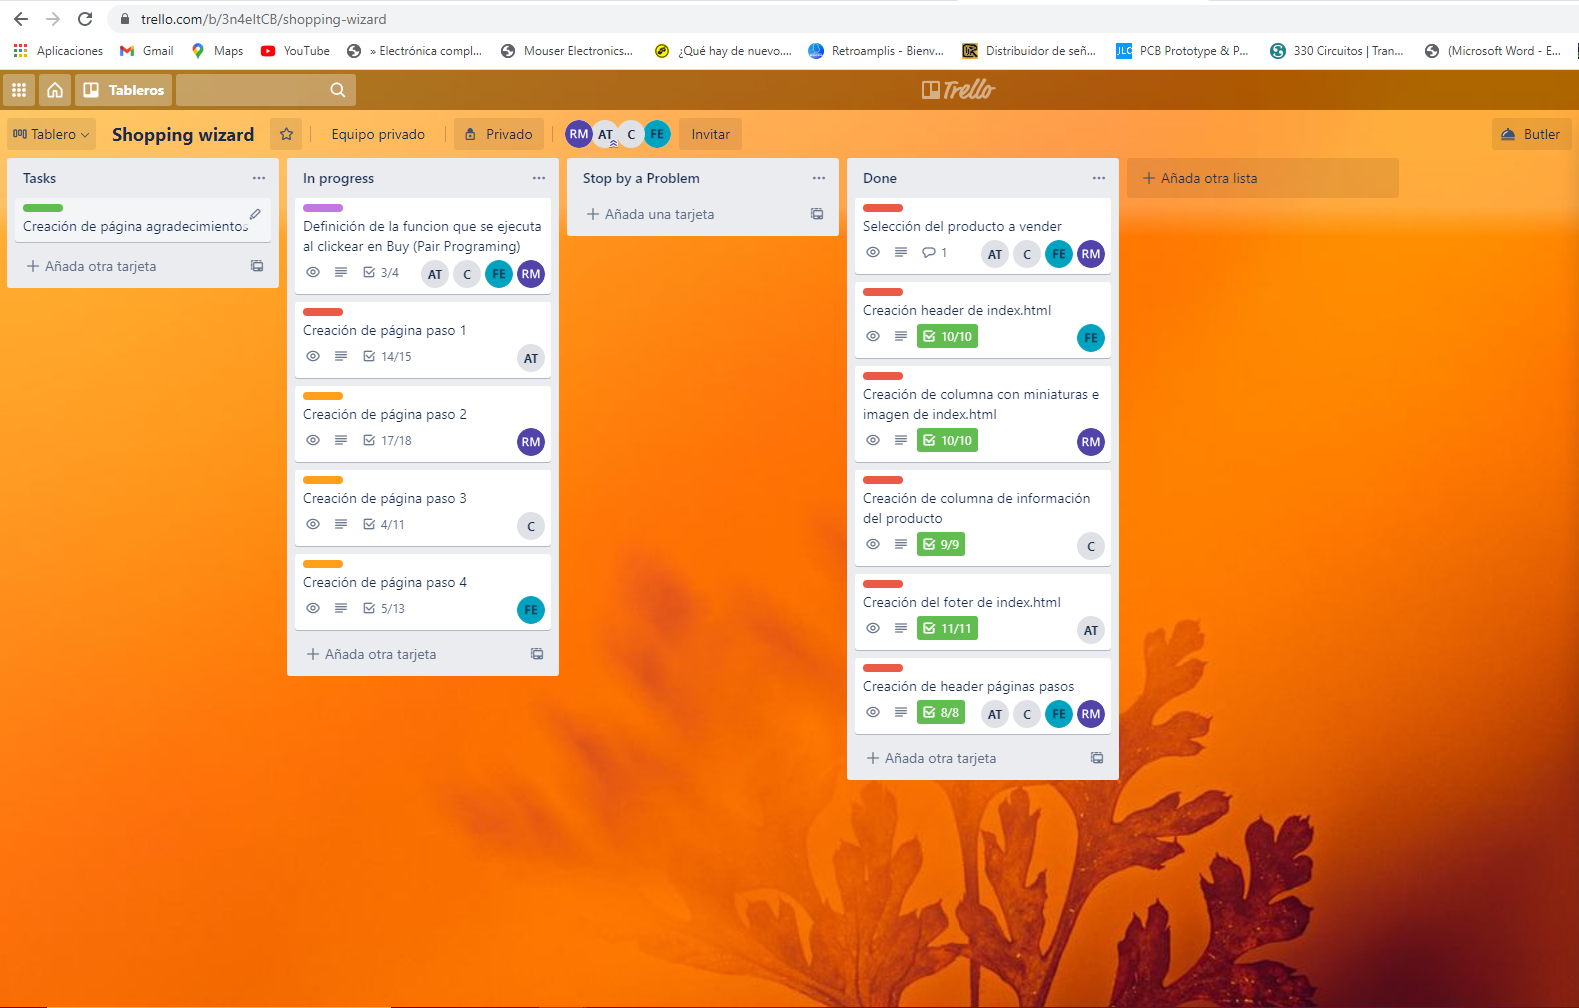 trello.com/b/3n4eltCB/shopping-wizard
Aplicaciones Gmail Maps YouTube » Electrónica compl... Mouser Electronics... ¿Qué hay de nuevo.... Retroamplis - Bienv... Distribuidor de señ... JLC PCB Prototype & P... 330 Circuitos | Tran... (Microsoft Word - E...
Tableros
Trello
Tablero Shopping wizard Equipo privado Privado RM AT C FE Invitar Butler
Tasks
Creación de página agradecimientos
+ Añada otra tarjeta
In progress
Definición de la funcion que se ejecuta
al clickear en Buy (Pair Programing)
3/4 AT C FE RM
Creación de página paso 1
14/15 AT
Creación de página paso 2
17/18 RM
Creación de página paso 3
4/11 C
Creación de página paso 4
5/13 FE
+ Añada otra tarjeta
Stop by a Problem
+ Añada una tarjeta
Done
Selección del producto a vender
1 AT C FE RM
Creación header de index.html
10/10 FE
Creación de columna con miniaturas e
imagen de index.html
10/10 RM
Creación de columna de información
del producto
9/9 C
Creación del foter de index.html
11/11 AT
Creación de header páginas pasos
8/8 AT C FE RM
+ Añada otra tarjeta
+ Añada otra lista